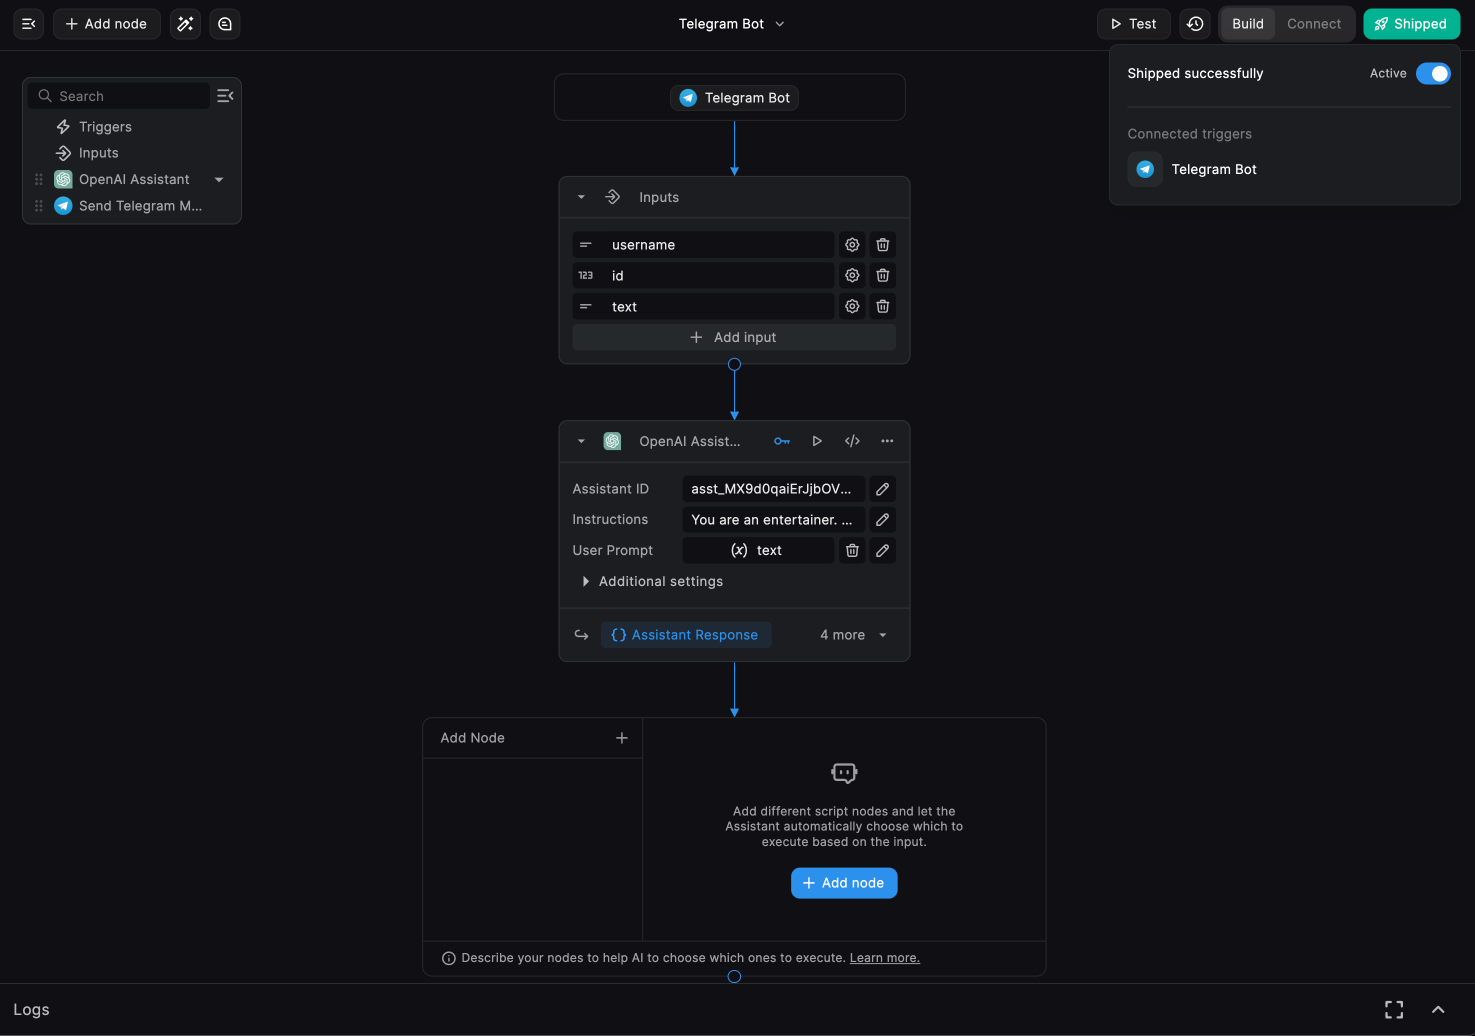 Add node
Telegram Bot
Test
Build
Connect
Shipped
Shipped successfully
Active
Connected triggers
Telegram Bot
Search
Triggers
Inputs
OpenAI Assistant
Send Telegram M...
Telegram Bot
Inputs
username
123 id
text
Add input
OpenAI Assist...
Assistant ID asst_MX9d0qaiErJjbOV...
Instructions You are an entertainer. ...
User Prompt (x) text
Additional settings
{} Assistant Response 4 more
Add Node
Add different script nodes and let the
Assistant automatically choose which to
execute based on the input.
Add node
Describe your nodes to help AI to choose which ones to execute. Learn more.
Logs